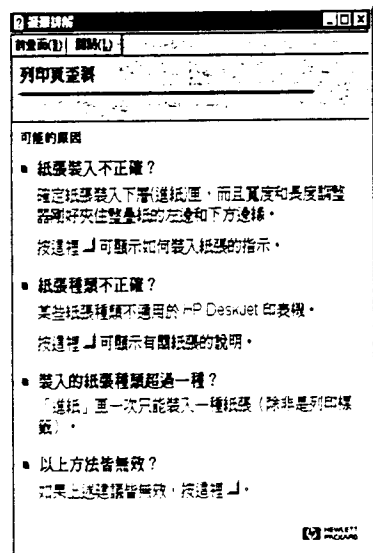 疑難排解
前畫面(B) 關閉(L)
列印頁歪斜
可能的原因
紙張裝入不正確？
確定紙張裝入下層(進紙)匣，而且寬度和長度調整
器剛好夾住整疊紙的左邊和下方邊緣。
按這裡 可顯示如何裝入紙張的指示。
紙張種類不正確？
某些紙張種類不適用於 HP DeskJet 印表機。
按這裡 可顯示有關紙張的說明。
裝入的紙張種類超過一種？
「進紙」匣一次只能裝入一種紙張（除非是列印標
籤）。
以上方法皆無效？
如果上述建議皆無效，按這裡 。
HEWLETT
PACKARD